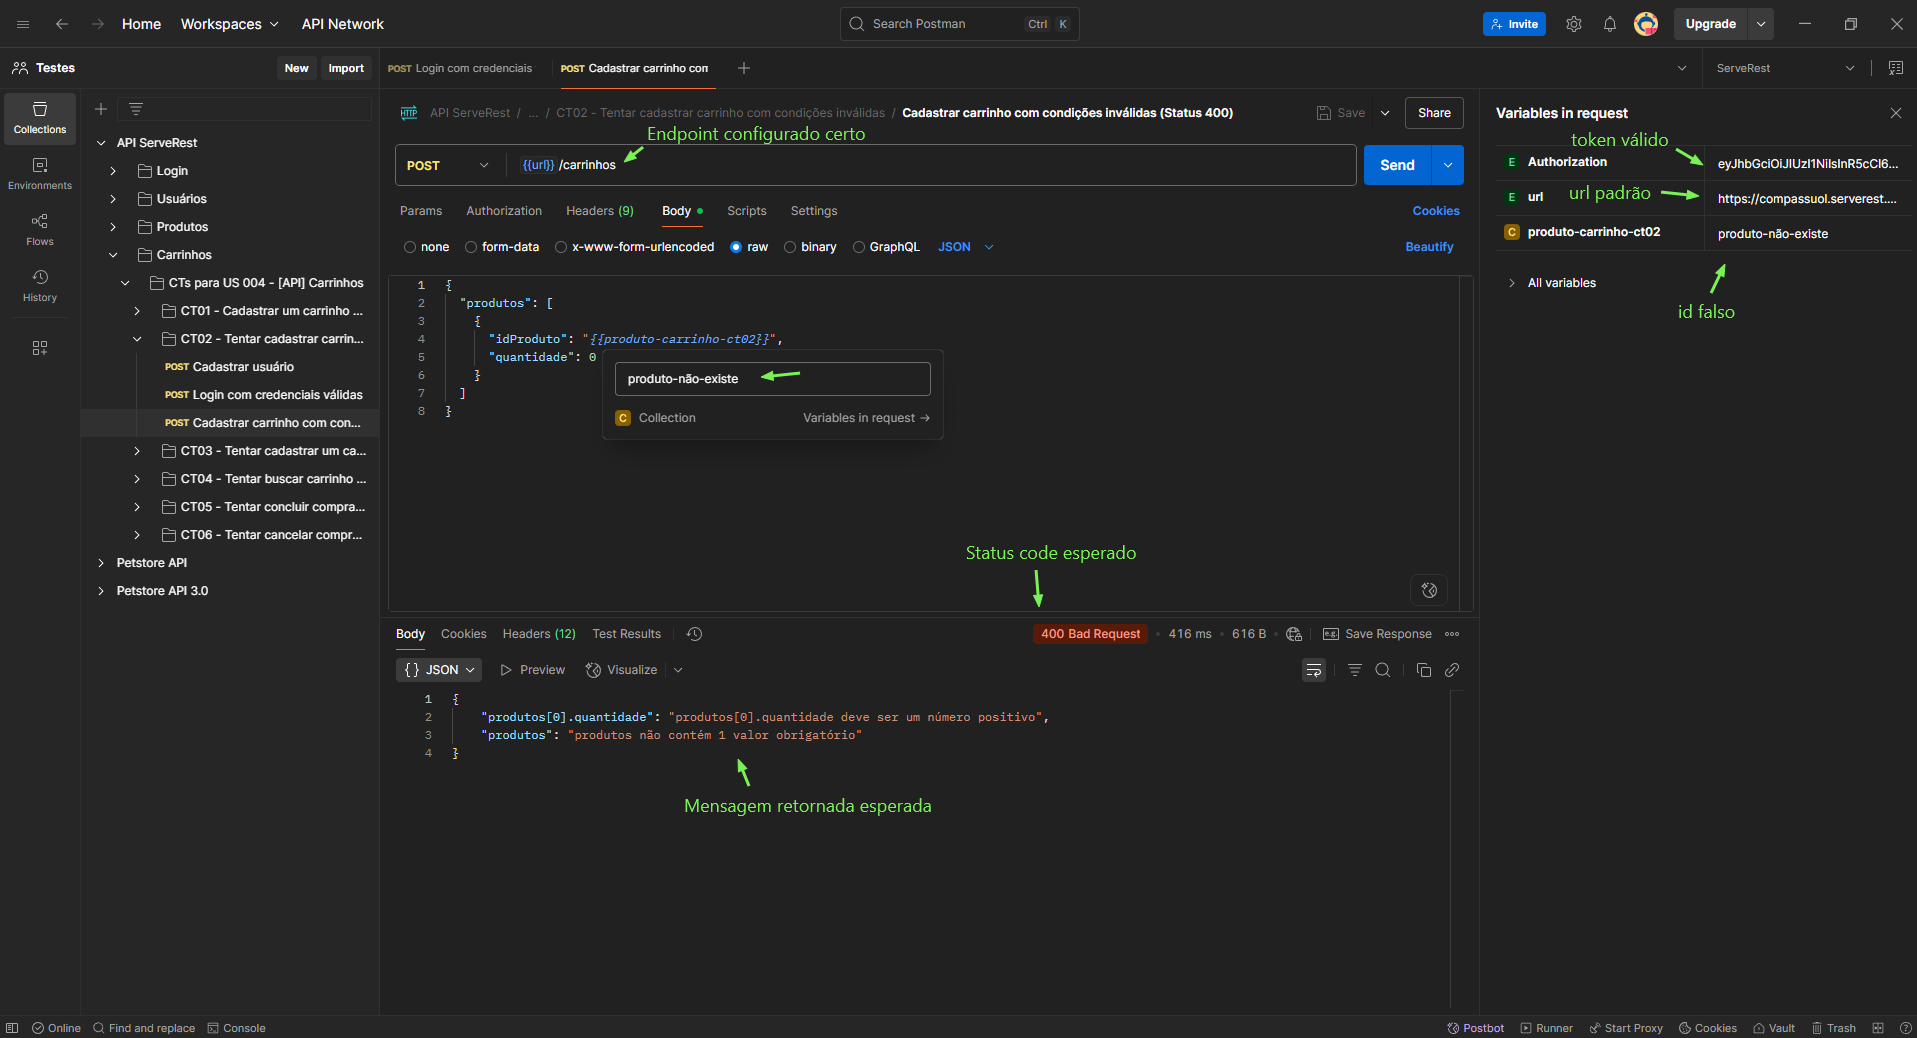 Home
Workspaces
API Network
Search Postman
Ctrl K
Invite
Upgrade
Testes
New
Import
POST Login com credenciais
POST Cadastrar carrinho com
ServeRest
Collections
Environments
Flows
History
API ServeRest
Login
Usuários
Produtos
Carrinhos
CTs para US 004 - [API] Carrinhos
CT01 - Cadastrar um carrinho ...
CT02 - Tentar cadastrar carrin...
POST Cadastrar usuário
POST Login com credenciais válidas
POST Cadastrar carrinho com con...
CT03 - Tentar cadastrar um ca...
CT04 - Tentar buscar carrinho ...
CT05 - Tentar concluir compra...
CT06 - Tentar cancelar compr...
Petstore API
Petstore API 3.0
HTTP API ServeRest / ... / CT02 - Tentar cadastrar carrinho com condições inválidas / Cadastrar carrinho com condições inválidas (Status 400)
Save
Share
Endpoint configurado certo
POST
{{url}} /carrinhos
Send
Params
Authorization
Headers (9)
Body
Scripts
Settings
Cookies
none
form-data
x-www-form-urlencoded
raw
binary
GraphQL
JSON
Beautify
1 {
2 "produtos": [
3 {
4 "idProduto": "{{produto-carrinho-ct02}}",
5 "quantidade": 0
6 }
7 ]
8 }
produto-não-existe
C Collection
Variables in request →
Status code esperado
Body
Cookies
Headers (12)
Test Results
400 Bad Request
416 ms
616 B
e.g. Save Response
{} JSON
Preview
Visualize
1 {
2 "produtos[0].quantidade": "produtos[0].quantidade deve ser um número positivo",
3 "produtos": "produtos não contém 1 valor obrigatório"
4 }
Mensagem retornada esperada
Variables in request
token válido
E Authorization
eyJhbGciOiJIUzI1NiIsInR5cCI6...
E url
url padrão
https://compassuol.serverest....
C produto-carrinho-ct02
produto-não-existe
All variables
id falso
Online
Find and replace
Console
Postbot
Runner
Start Proxy
Cookies
Vault
Trash